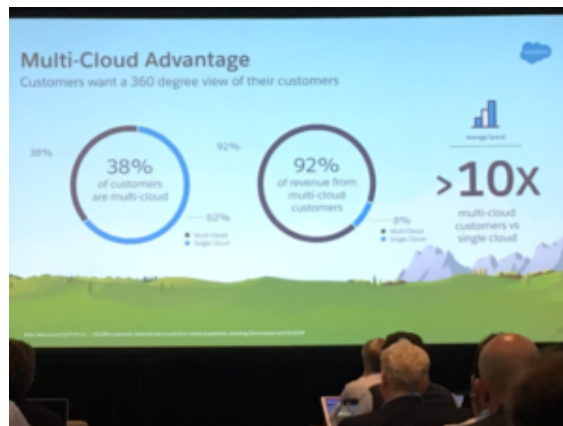 Multi-Cloud Advantage
Customers want a 360 degree view of their customers
salesforce
38%
38%
of customers
are multi-cloud
62%
Multi-Cloud
Single Cloud
92%
92%
of revenue from
multi-cloud
customers
8%
Multi-Cloud
Single Cloud
Average Spend
>10x
multi-cloud
customers vs
single cloud